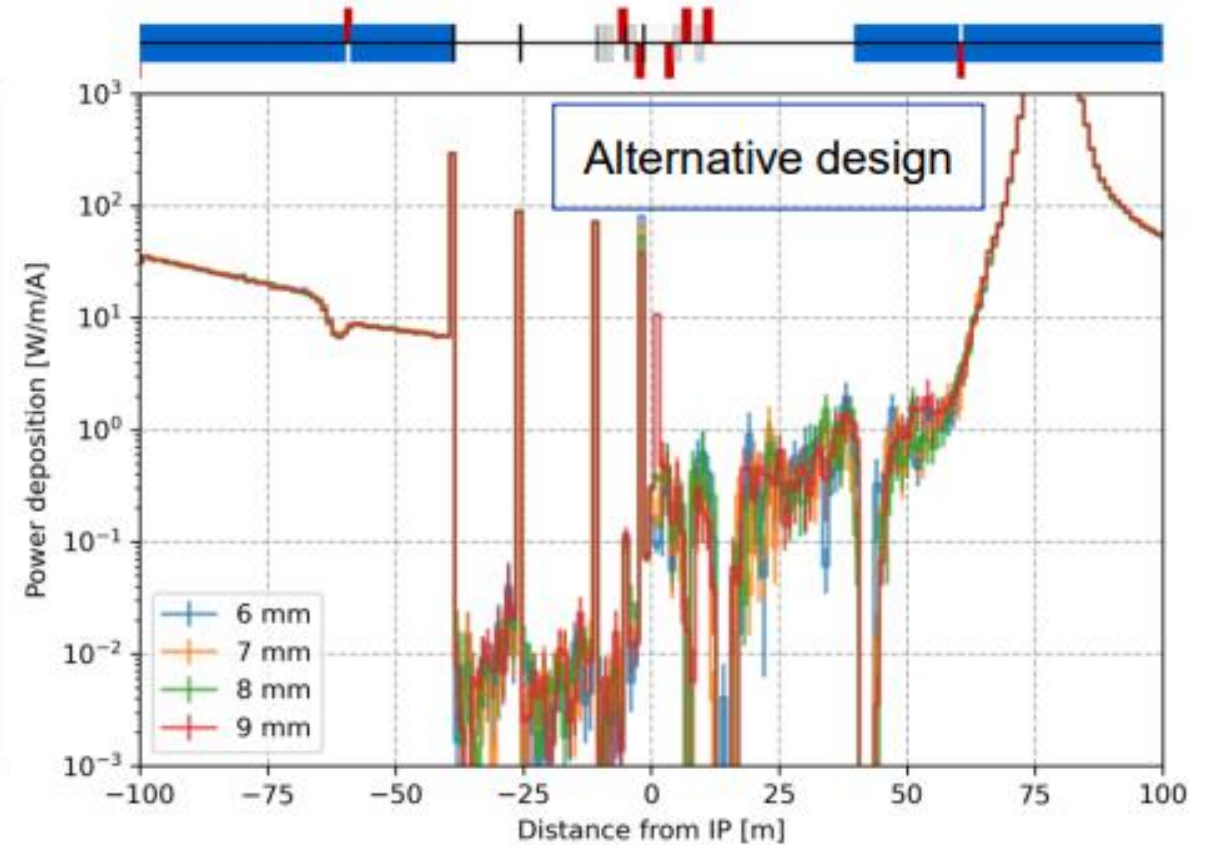 10³
Alternative design
10²
10¹
10⁰
10⁻¹
10⁻²
10⁻³
Power deposition [W/m/A]
6 mm
7 mm
8 mm
9 mm
−100
−75
−50
−25
0
25
50
75
100
Distance from IP [m]